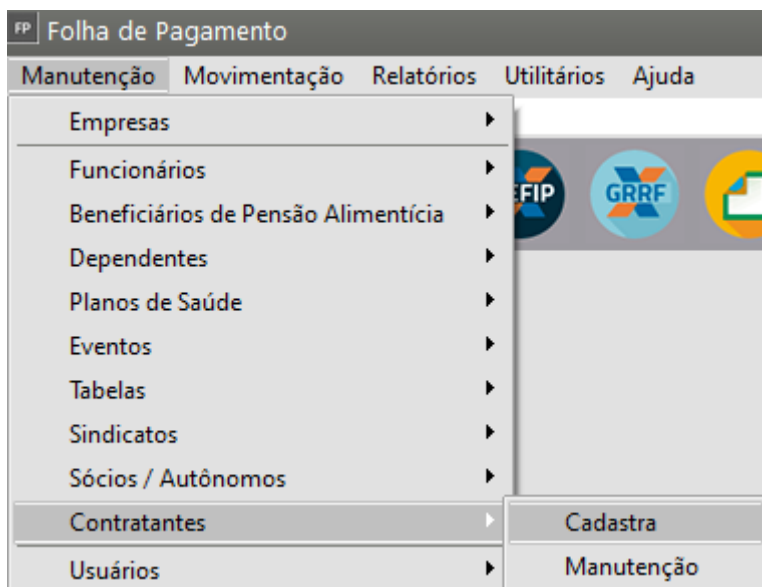 FP Folha de Pagamento
Manutenção Movimentação Relatórios Utilitários Ajuda
Empresas
Funcionários
EFIP GRRF
Beneficiários de Pensão Alimentícia
Dependentes
Planos de Saúde
Eventos
Tabelas
Sindicatos
Sócios / Autônomos
Contratantes
Cadastra
Usuários
Manutenção